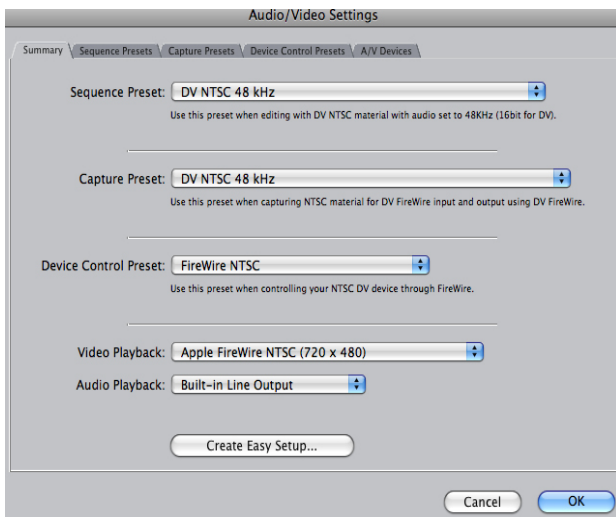 Audio/Video Settings
Summary Sequence Presets Capture Presets Device Control Presets A/V Devices
Sequence Preset: DV NTSC 48 kHz
Use this preset when editing with DV NTSC material with audio set to 48KHz (16bit for DV).
Capture Preset: DV NTSC 48 kHz
Use this preset when capturing NTSC material for DV FireWire input and output using DV FireWire.
Device Control Preset: FireWire NTSC
Use this preset when controlling your NTSC DV device through FireWire.
Video Playback: Apple FireWire NTSC (720 x 480)
Audio Playback: Built-in Line Output
Create Easy Setup...
Cancel OK